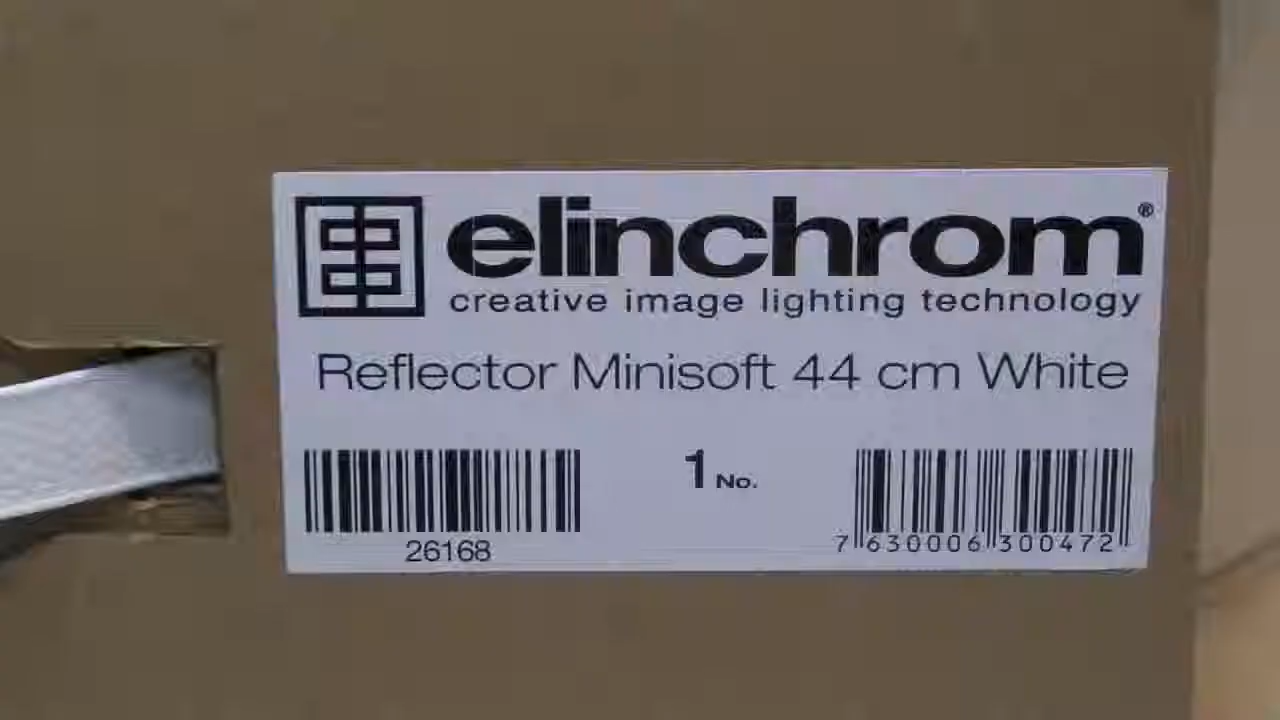 elinchrom®
creative image lighting technology
Reflector Minisoft 44 cm White
1 No.
26168
7 630006 300472